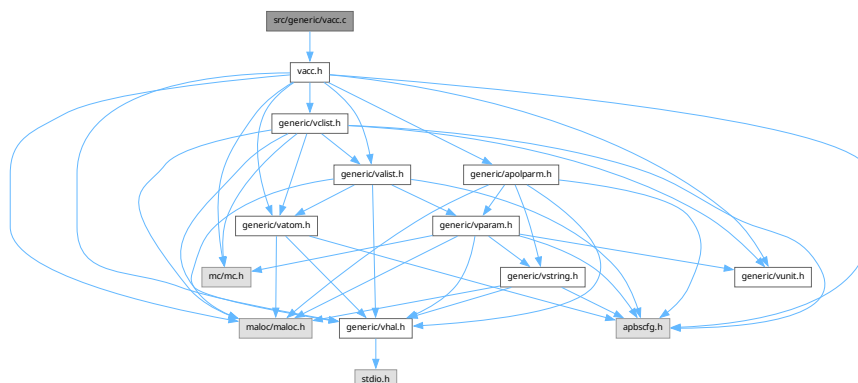 src/generic/vacc.c
vacc.h
generic/vclist.h
generic/valist.h
generic/apolparm.h
generic/vatom.h
generic/vparam.h
mc/mc.h
generic/vstring.h
generic/vunit.h
maloc/maloc.h
generic/vhal.h
apbscfg.h
stdio.h